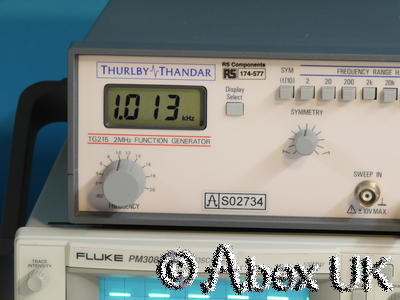 THURLBY THANDAR
RS Components
RS 174-577
SYM
(f/10)
FREQUENCY RANGE H
2 20 200 2k 20k
1.013 kHz
Display
Select
TG215 2MHz FUNCTION GENERATOR
SYMMETRY
SWEEP IN
FREQUENCY
A S02734
±10V MAX
FLUKE
TRACE
INTENSITY
© Abex UK